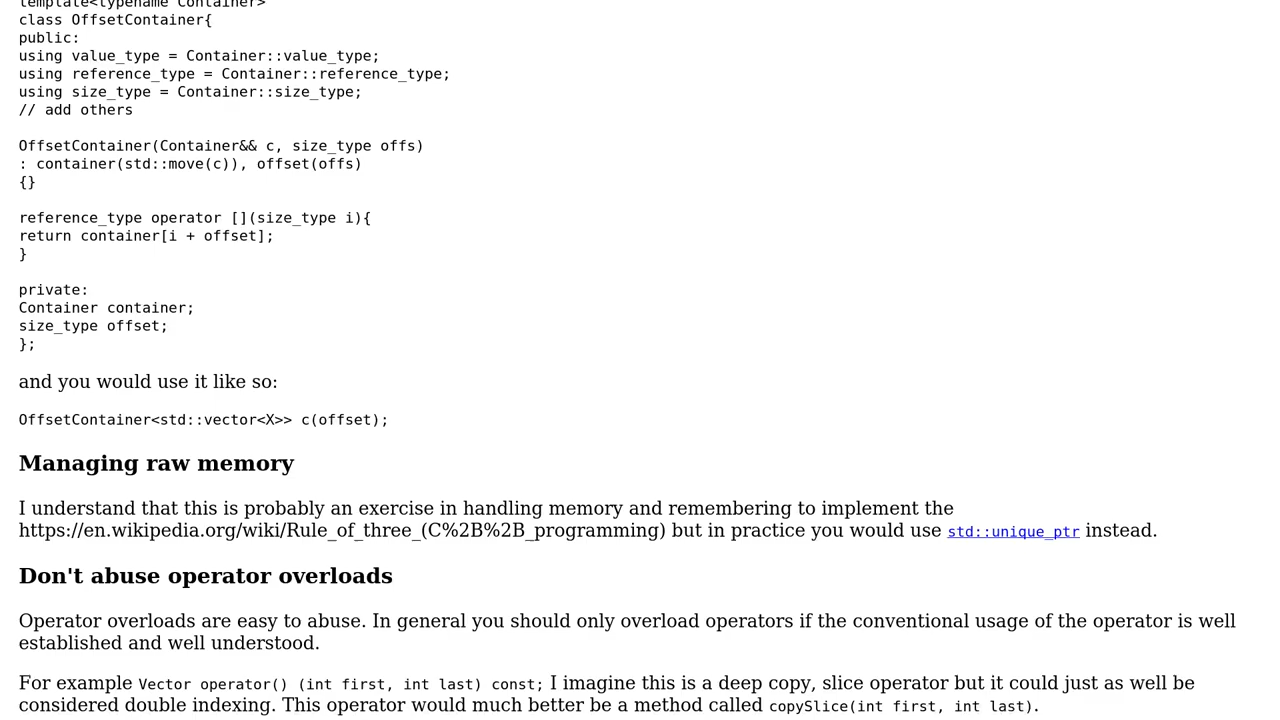 template<typename Container>
class OffsetContainer{
public:
using value_type = Container::value_type;
using reference_type = Container::reference_type;
using size_type = Container::size_type;
// add others
OffsetContainer(Container&& c, size_type offs)
: container(std::move(c)), offset(offs)
{}
reference_type operator [](size_type i){
return container[i + offset];
}
private:
Container container;
size_type offset;
};
and you would use it like so:
OffsetContainer<std::vector<X>> c(offset);
Managing raw memory
I understand that this is probably an exercise in handling memory and remembering to implement the
https://en.wikipedia.org/wiki/Rule_of_three_(C%2B%2B_programming) but in practice you would use std::unique_ptr instead.
Don't abuse operator overloads
Operator overloads are easy to abuse. In general you should only overload operators if the conventional usage of the operator is well
established and well understood.
For example Vector operator() (int first, int last) const; I imagine this is a deep copy, slice operator but it could just as well be
considered double indexing. This operator would much better be a method called copySlice(int first, int last).